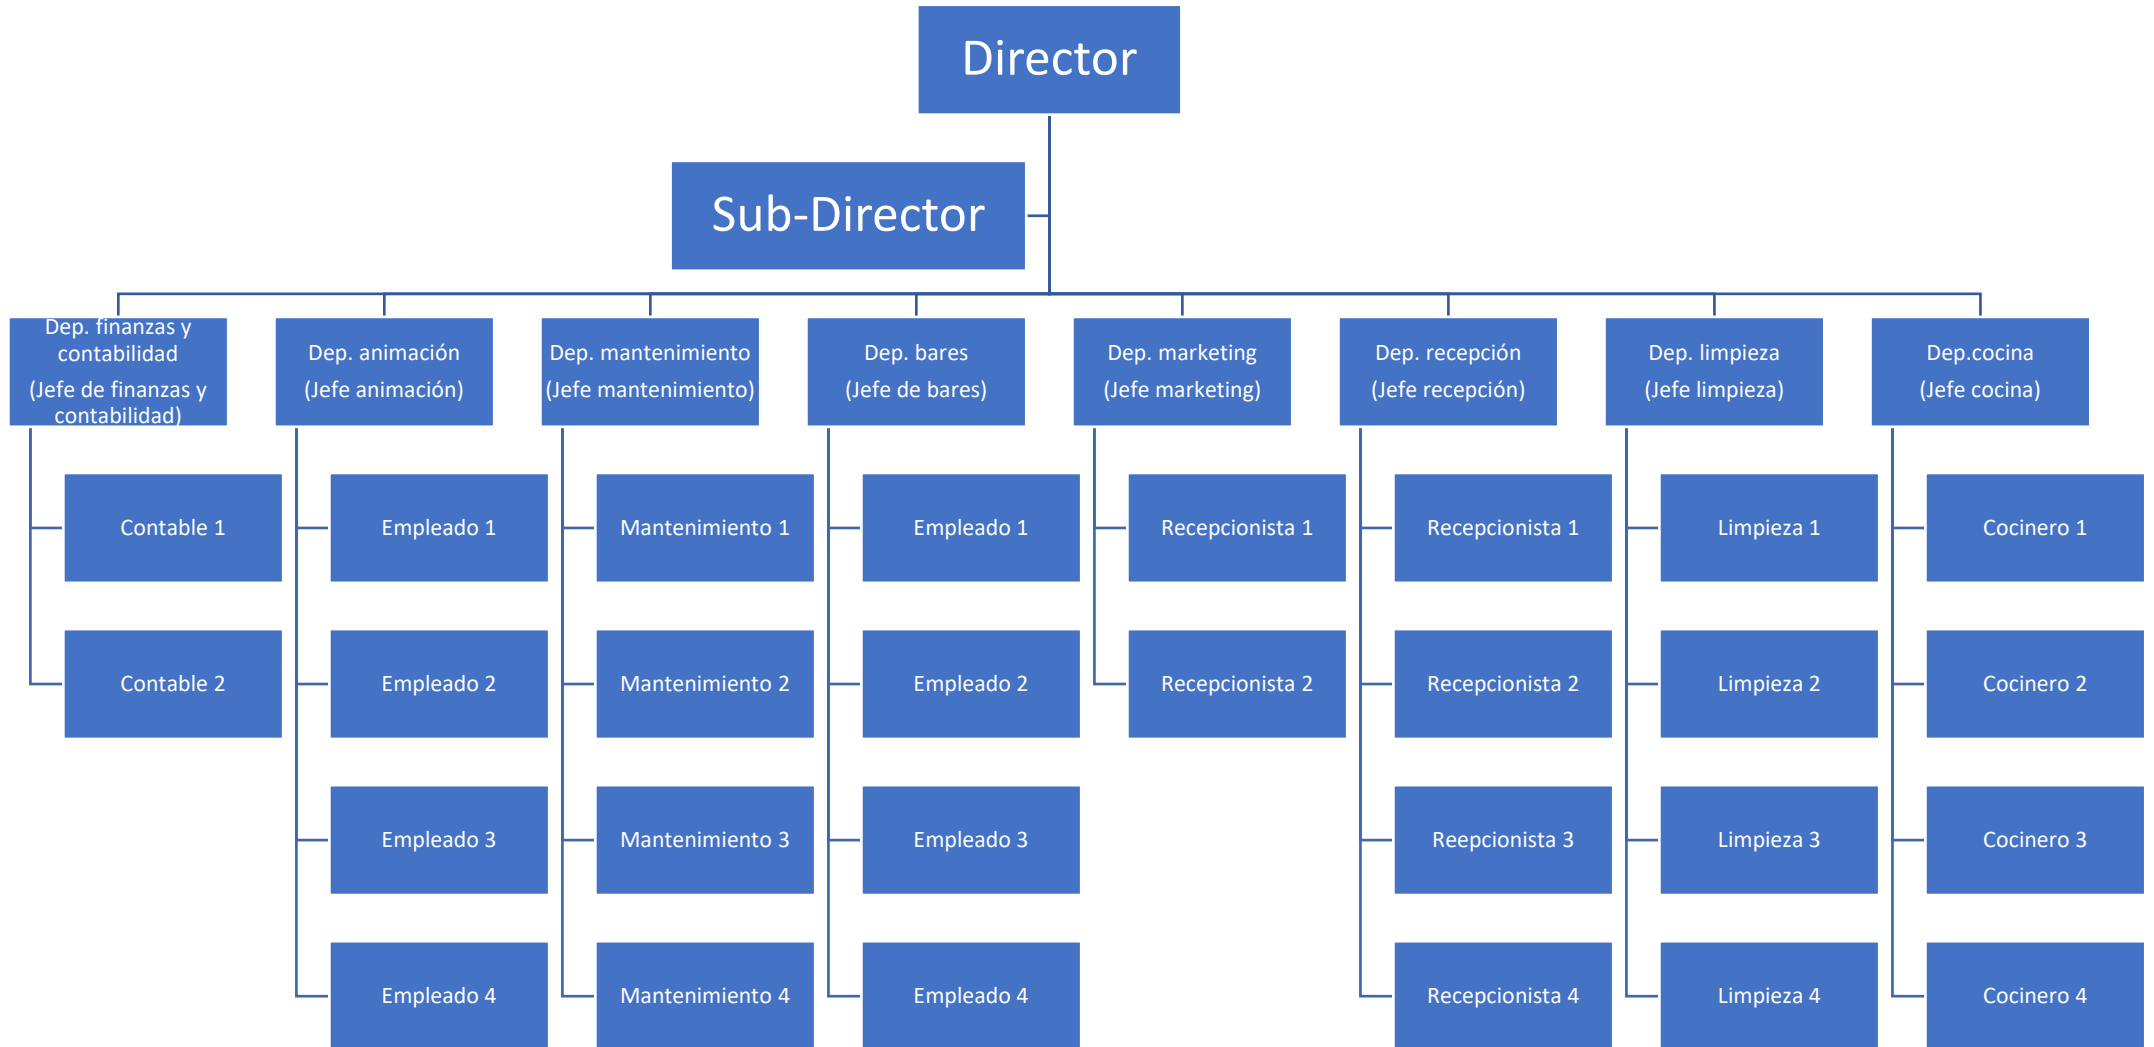 Director
Sub-Director
Dep. finanzas y
contabilidad
(Jefe de finanzas y
contabilidad)
Dep. animación
(Jefe animación)
Dep. mantenimiento
(Jefe mantenimiento)
Dep. bares
(Jefe de bares)
Dep. marketing
(Jefe marketing)
Dep. recepción
(Jefe recepción)
Dep. limpieza
(Jefe limpieza)
Dep.cocina
(Jefe cocina)
Contable 1
Empleado 1
Mantenimiento 1
Empleado 1
Recepcionista 1
Recepcionista 1
Limpieza 1
Cocinero 1
Contable 2
Empleado 2
Mantenimiento 2
Empleado 2
Recepcionista 2
Recepcionista 2
Limpieza 2
Cocinero 2
Empleado 3
Mantenimiento 3
Empleado 3
Reepcionista 3
Limpieza 3
Cocinero 3
Empleado 4
Mantenimiento 4
Empleado 4
Recepcionista 4
Limpieza 4
Cocinero 4